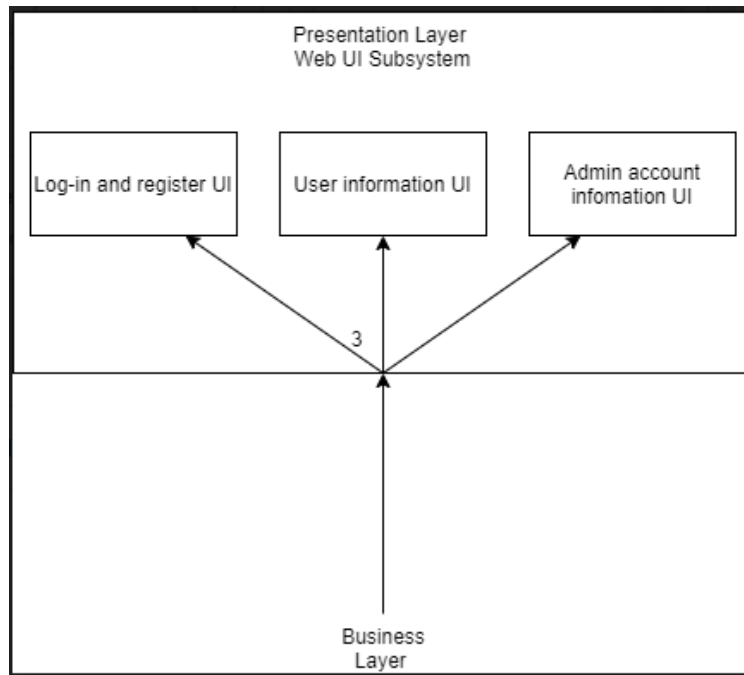 Presentation Layer
Web UI Subsystem
Log-in and register UI
User information UI
Admin account
infomation UI
3
Business
Layer